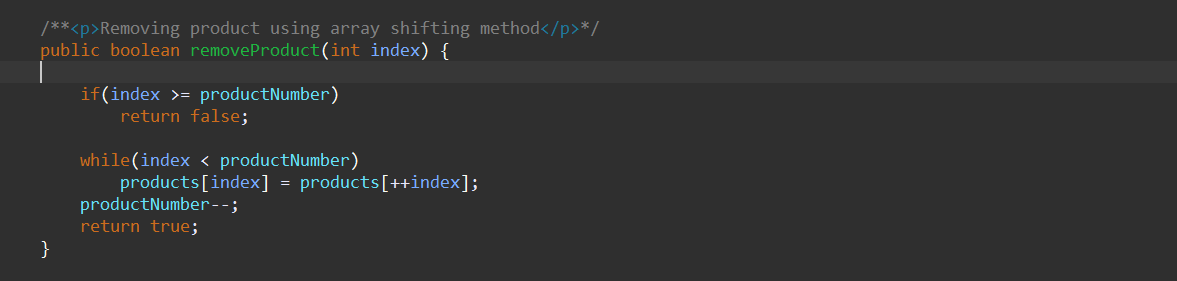 /**<p>Removing product using array shifting method</p>*/
public boolean removeProduct(int index) {
if(index >= productNumber)
return false;
while(index < productNumber)
products[index] = products[++index];
productNumber--;
return true;
}